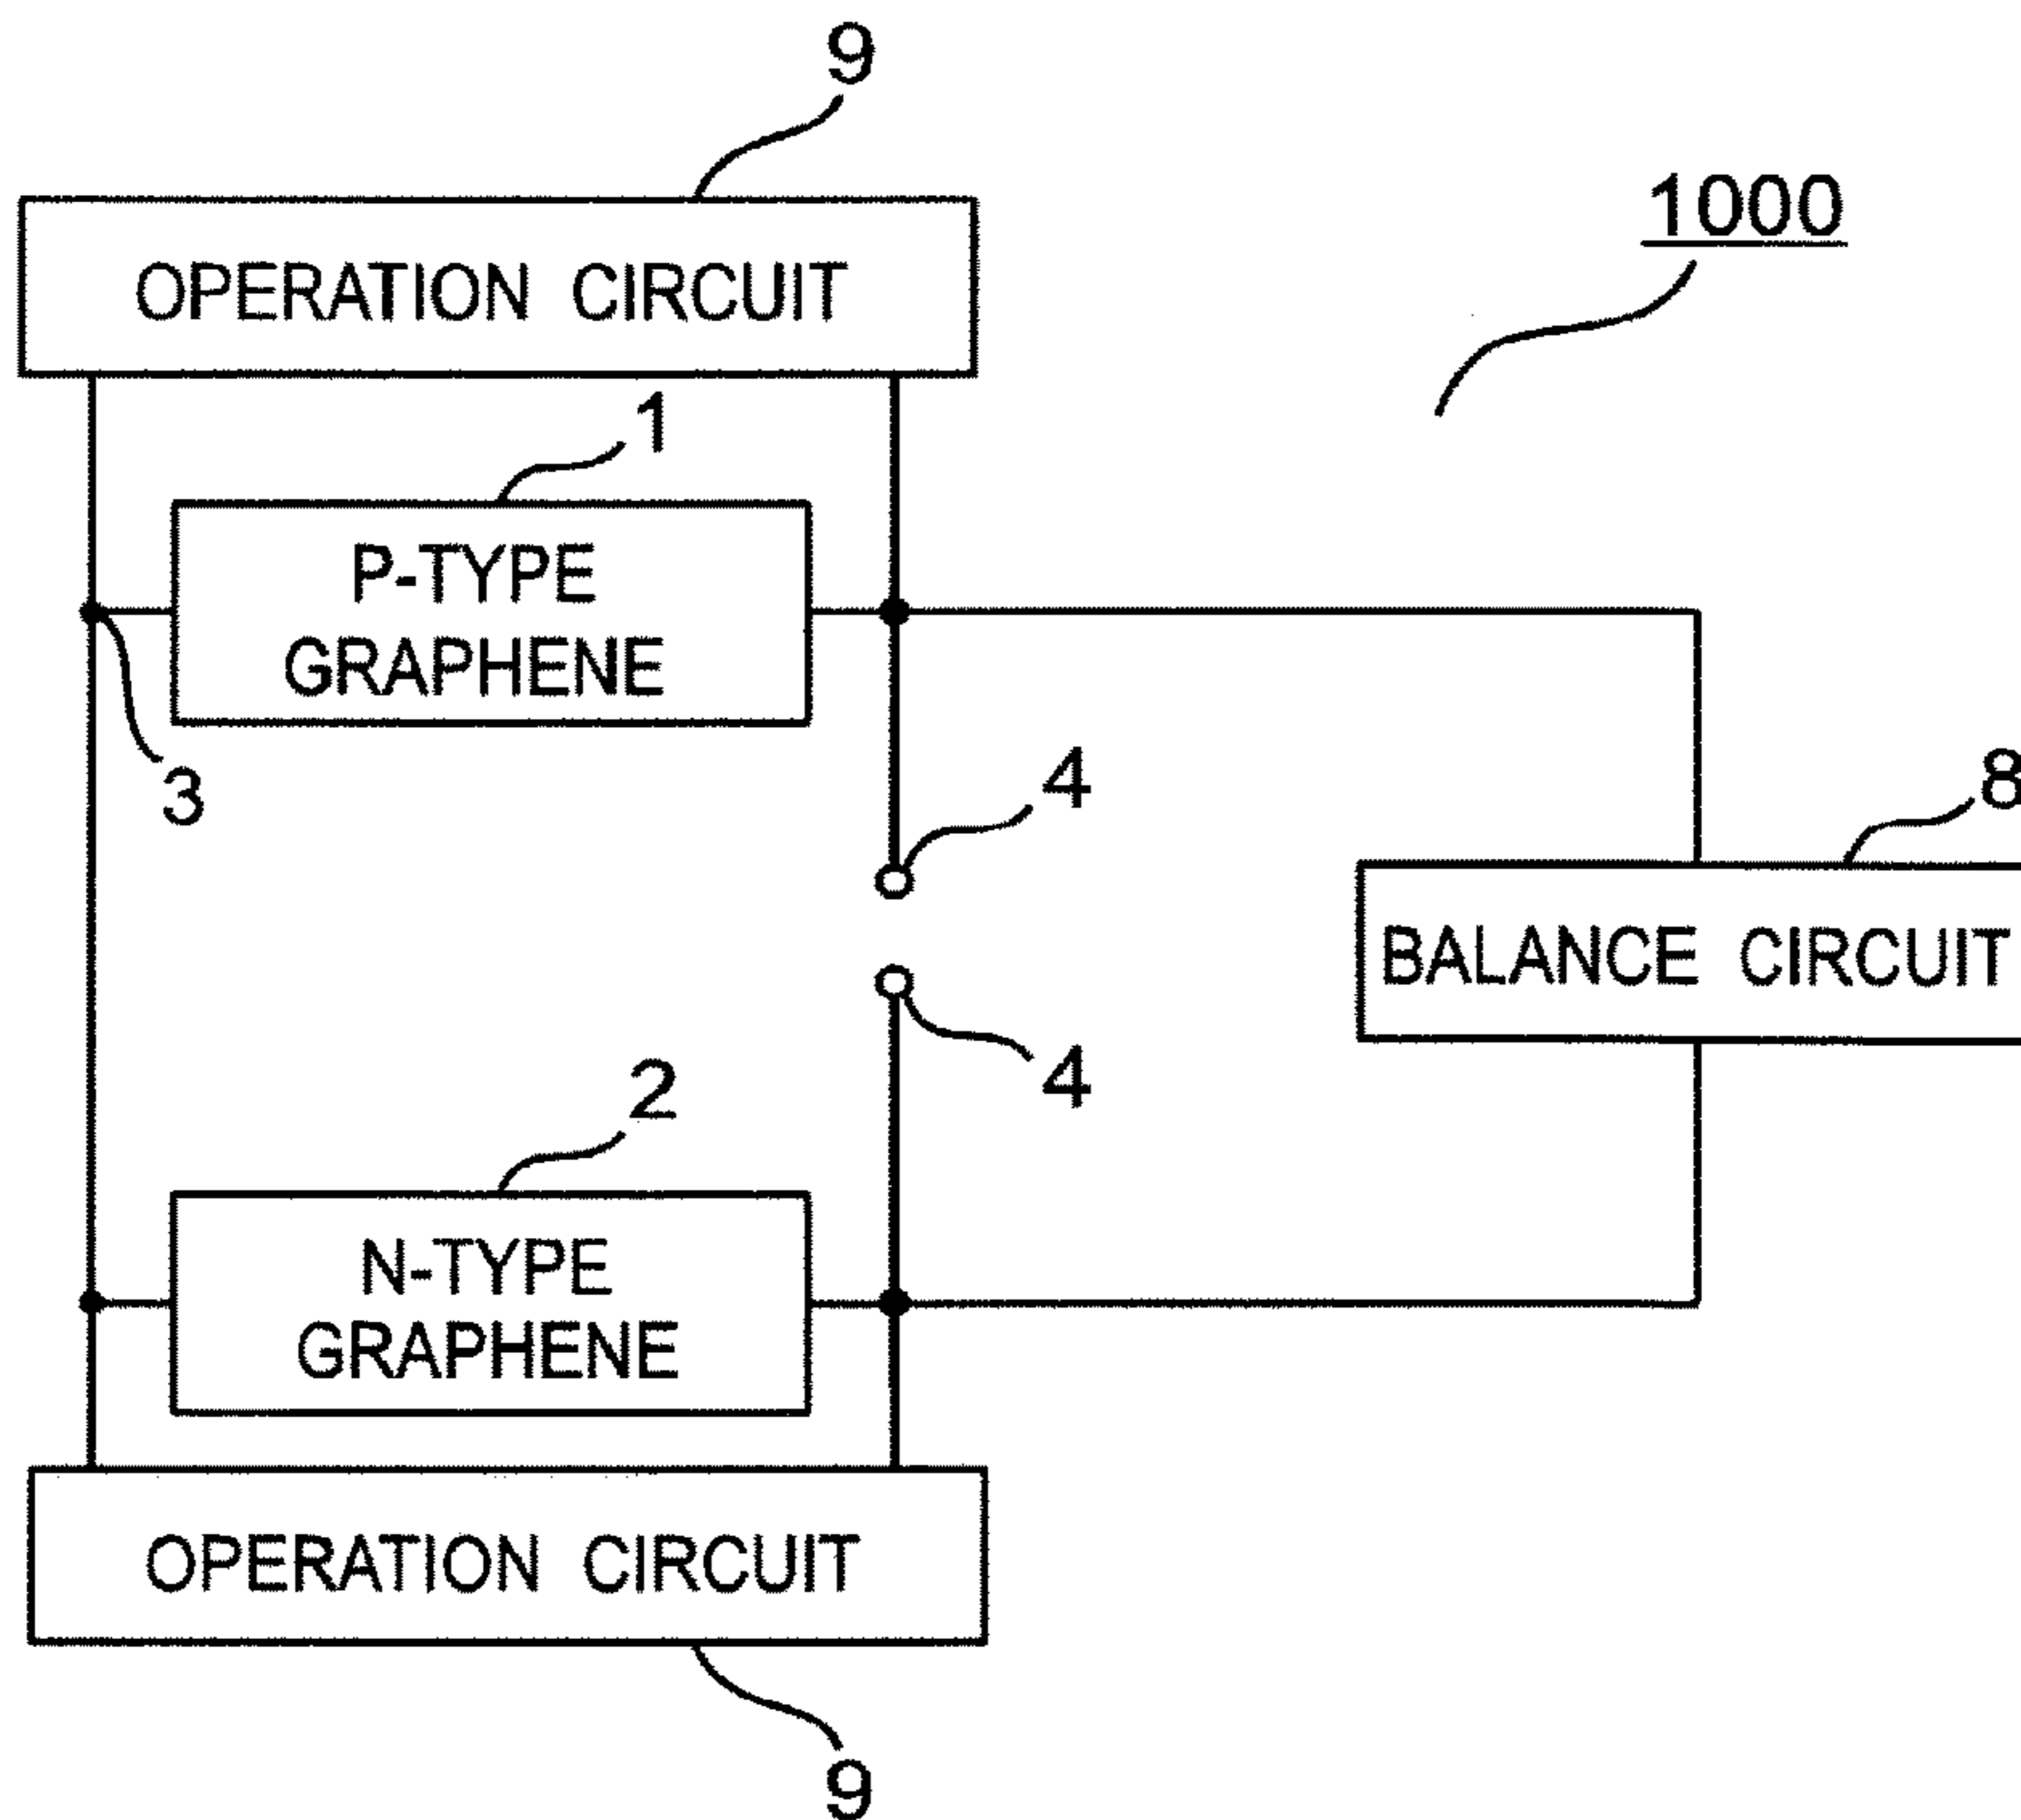 9
1000
OPERATION CIRCUIT
1
P-TYPE
GRAPHENE
3
4
8
BALANCE CIRCUIT
4
2
N-TYPE
GRAPHENE
OPERATION CIRCUIT
9